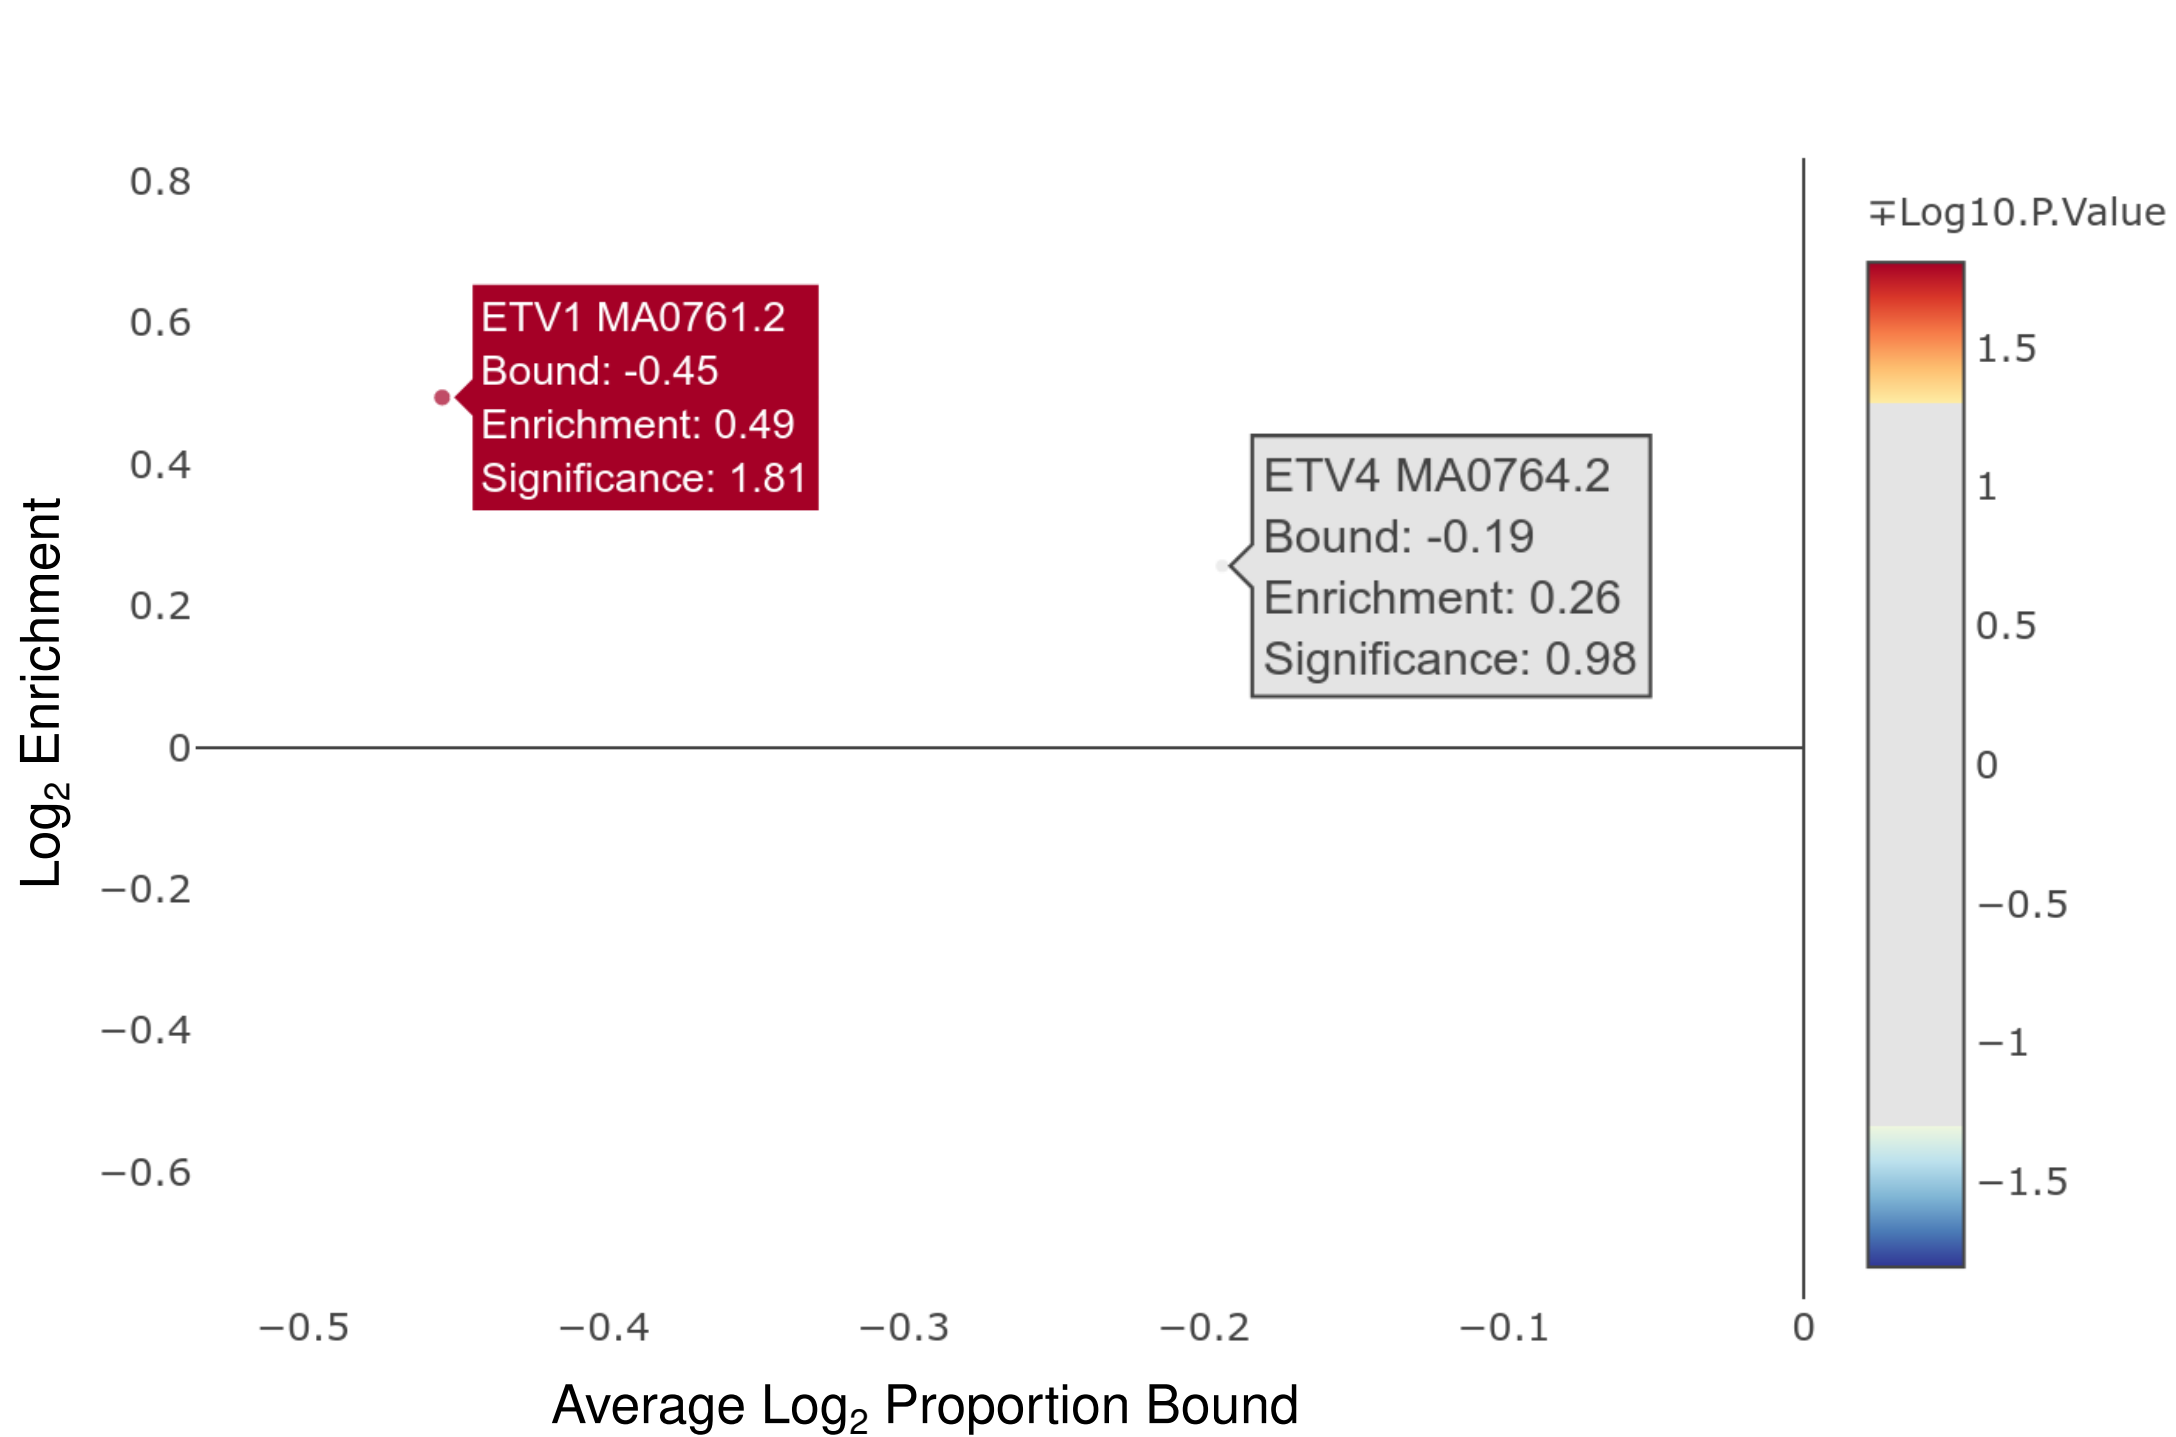 ∓Log10.P.Value
0.8
0.6
0.4
0.2
0
−0.2
−0.4
−0.6
Log2 Enrichment
ETV1 MA0761.2
Bound: -0.45
Enrichment: 0.49
Significance: 1.81
ETV4 MA0764.2
Bound: -0.19
Enrichment: 0.26
Significance: 0.98
1.5
1
0.5
0
−0.5
−1
−1.5
−0.5 −0.4 −0.3 −0.2 −0.1 0
Average Log2 Proportion Bound